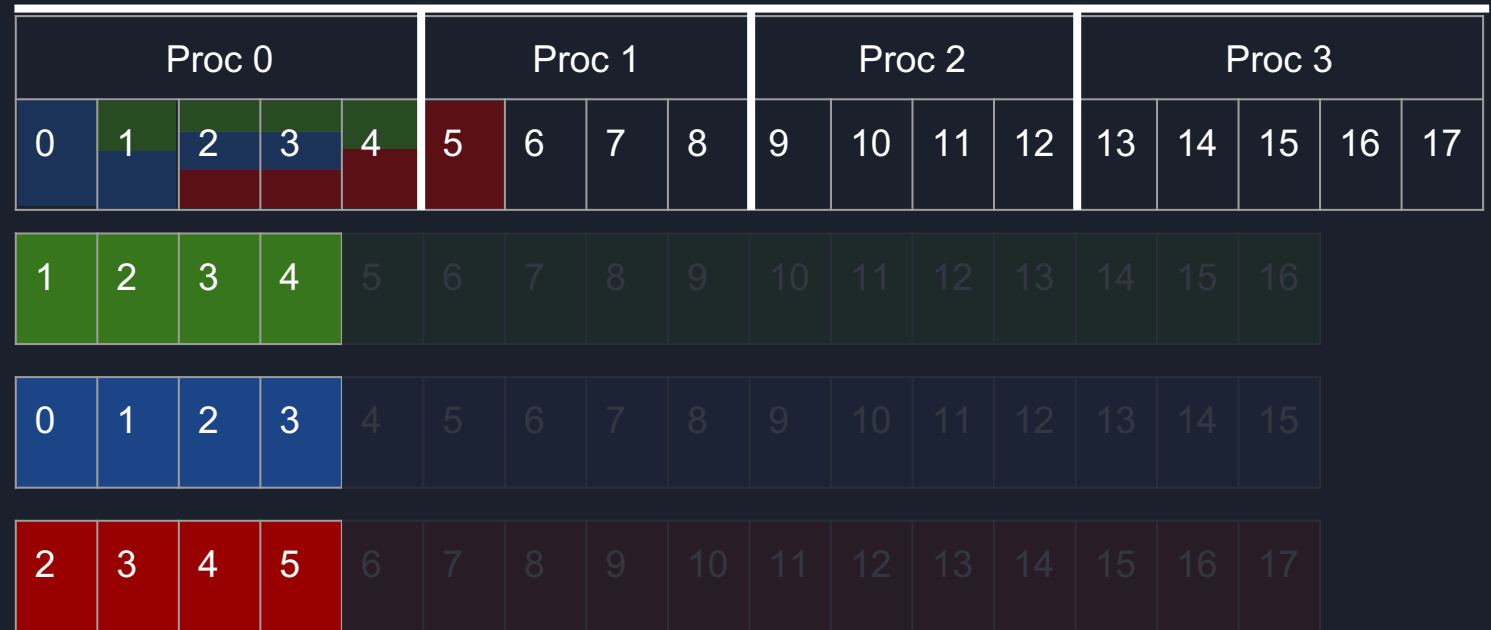 Proc 0 Proc 1 Proc 2 Proc 3
0 1 2 3 4 5 6 7 8 9 10 11 12 13 14 15 16 17
1 2 3 4 5 6 7 8 9 10 11 12 13 14 15 16
0 1 2 3 4 5 6 7 8 9 10 11 12 13 14 15
2 3 4 5 6 7 8 9 10 11 12 13 14 15 16 17